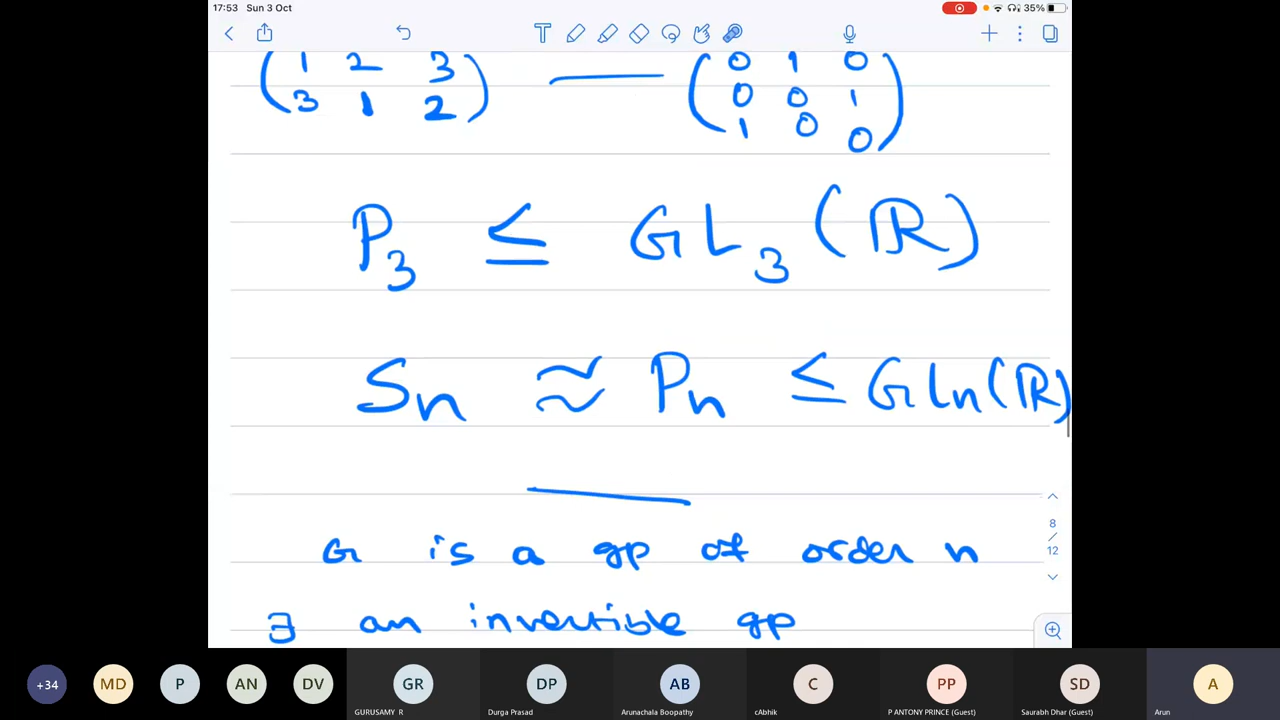 17:53 Sun 3 Oct 35%
( 1 2 3 ) — ( 0 1 0 )
( 3 1 2 ) ( 0 0 1 )
( 1 0 0 )
P₃ ≤ GL₃ (ℝ)
Sn ≈ Pn ≤ GLn(ℝ)
G is a gp of order n
∃ an invertible gp
8
/
12
+34 MD P AN DV GR DP AB C PP SD A
GURUSAMY R Durga Prasad Arunachala Boopathy cAbhik P ANTONY PRINCE (Guest) Saurabh Dhar (Guest) Arun